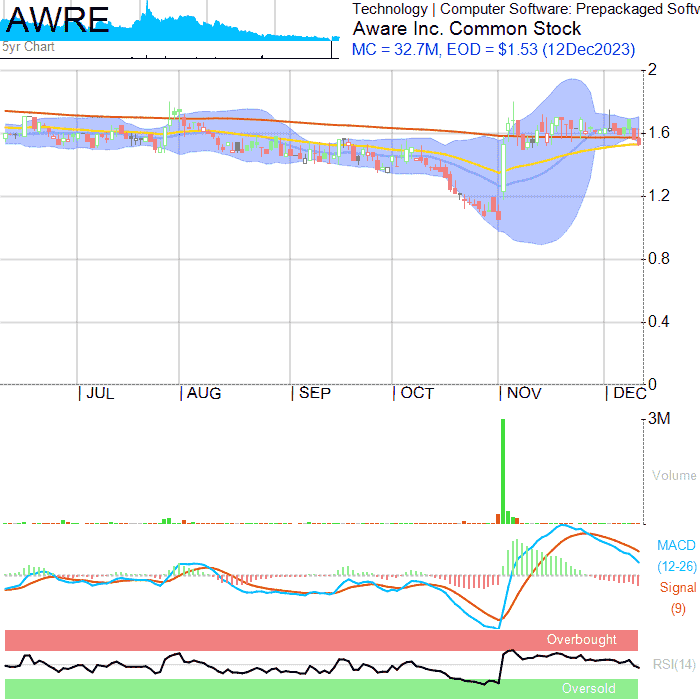 AWRE
5yr Chart
Technology | Computer Software: Prepackaged Softw
Aware Inc. Common Stock
MC = 32.7M, EOD = $1.53 (12Dec2023)
2
1.6
1.2
0.8
0.4
0
| JUL | AUG | SEP | OCT | NOV | DEC
3M
Volume
MACD
(12-26)
Signal
(9)
Overbought
RSI(14)
Oversold